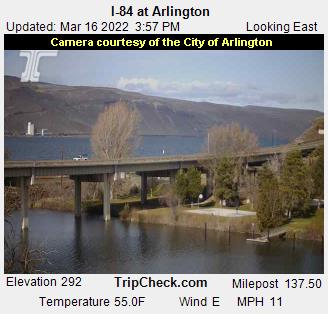 I-84 at Arlington
Updated: Mar 16 2022 3:57 PM Looking East
Camera courtesy of the City of Arlington
Elevation 292 TripCheck.com Milepost 137.50
Temperature 55.0F Wind E MPH 11